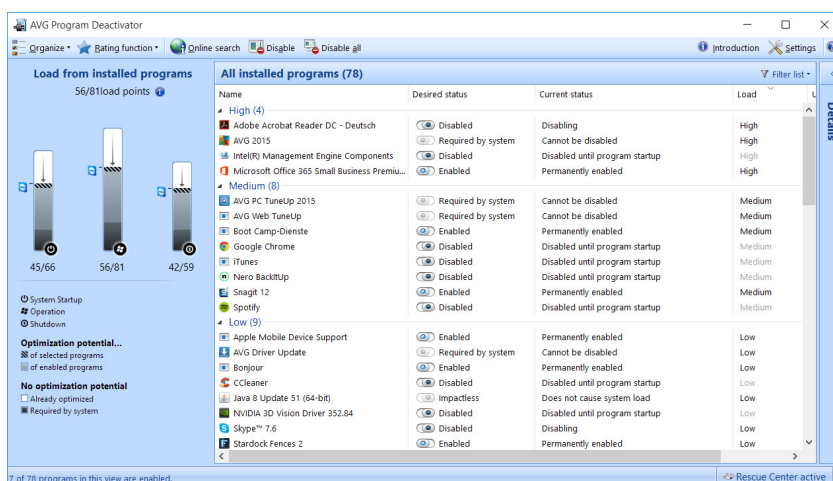 AVG Program Deactivator
Organize Rating function Online search Disable Disable all Introduction Settings
Load from installed programs
56/81load points
45/66 56/81 42/59
System Startup
Operation
Shutdown
Optimization potential...
of selected programs
of enabled programs
No optimization potential
Already optimized
Required by system
All installed programs (78) Filter list
Name Desired status Current status Load
High (4)
Adobe Acrobat Reader DC - Deutsch Disabled Disabling High
AVG 2015 Required by system Cannot be disabled High
Intel(R) Management Engine Components Disabled Disabled until program startup High
Microsoft Office 365 Small Business Premiu... Enabled Permanently enabled High
Medium (8)
AVG PC TuneUp 2015 Required by system Cannot be disabled Medium
AVG Web TuneUp Required by system Cannot be disabled Medium
Boot Camp-Dienste Enabled Permanently enabled Medium
Google Chrome Disabled Disabled until program startup Medium
iTunes Disabled Disabled until program startup Medium
Nero BackItUp Disabled Disabled until program startup Medium
Snagit 12 Enabled Permanently enabled Medium
Spotify Disabled Disabled until program startup Medium
Low (9)
Apple Mobile Device Support Enabled Permanently enabled Low
AVG Driver Update Required by system Cannot be disabled Low
Bonjour Enabled Permanently enabled Low
CCleaner Disabled Disabled until program startup Low
Java 8 Update 51 (64-bit) Impactless Does not cause system load Low
NVIDIA 3D Vision Driver 352.84 Disabled Disabled until program startup Low
Skype™ 7.6 Disabled Disabling Low
Stardock Fences 2 Enabled Permanently enabled Low
Details
7 of 78 programs in this view are enabled. Rescue Center active